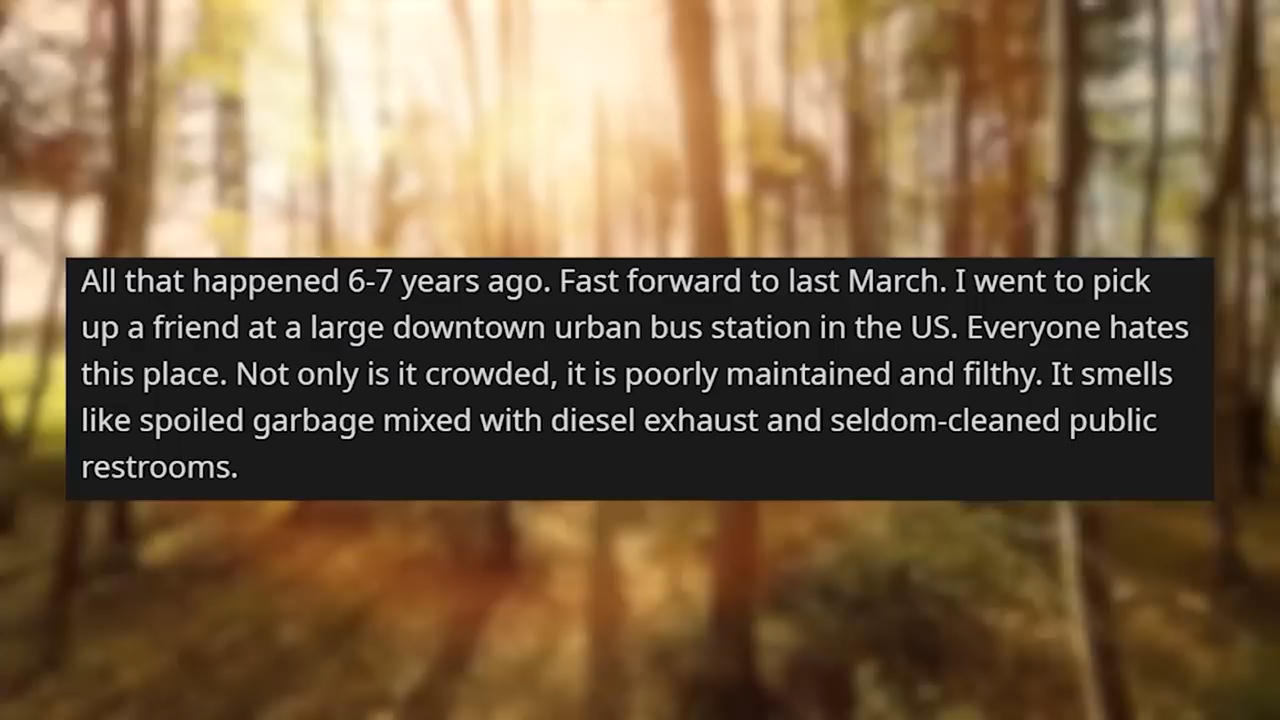 All that happened 6-7 years ago. Fast forward to last March. I went to pick
up a friend at a large downtown urban bus station in the US. Everyone hates
this place. Not only is it crowded, it is poorly maintained and filthy. It smells
like spoiled garbage mixed with diesel exhaust and seldom-cleaned public
restrooms.